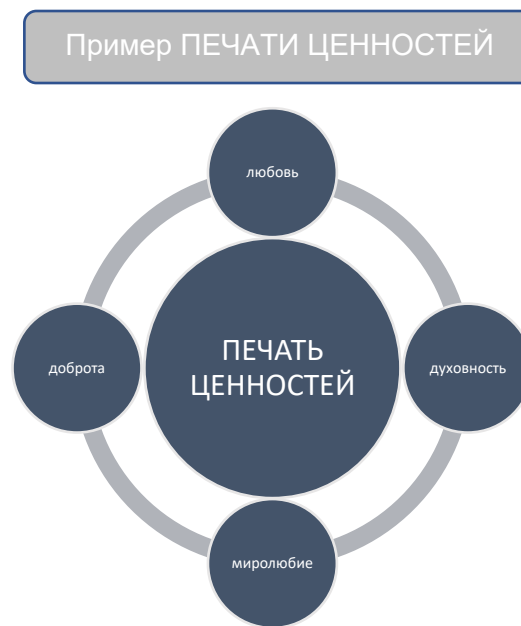 Пример ПЕЧАТИ ЦЕННОСТЕЙ
любовь
доброта
ПЕЧАТЬ
ЦЕННОСТЕЙ
духовность
миролюбие